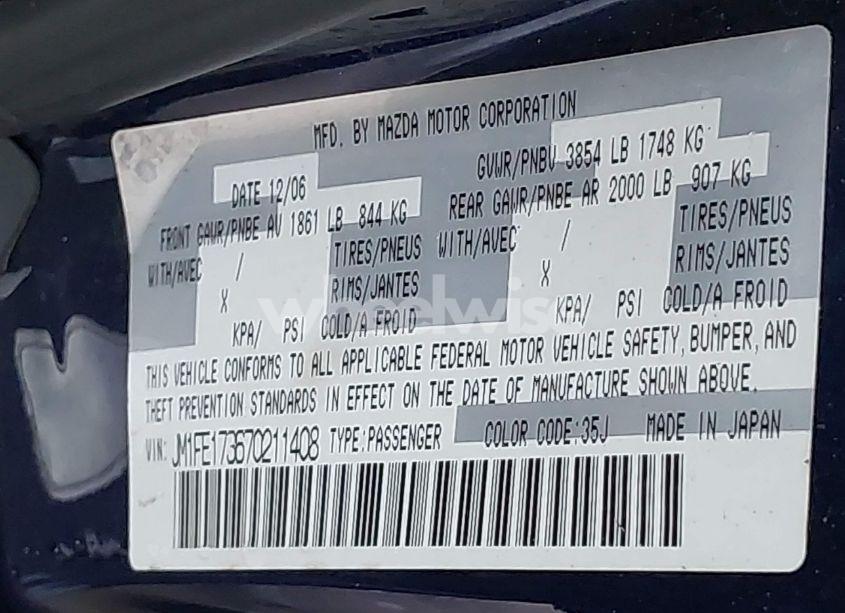 MFD. BY MAZDA MOTOR CORPORATION
DATE 12/06 GVWR/PNBV 3854 LB 1748 KG
FRONT GAWR/PNBE AV 1861 LB 844 KG REAR GAWR/PNBE AR 2000 LB 907 KG
WITH/AVEC / TIRES/PNEUS WITH/AVEC / TIRES/PNEUS
X RIMS/JANTES X RIMS/JANTES
KPA/ PSI COLD/A FROID KPA/ PSI COLD/A FROID
wheelwise
THIS VEHICLE CONFORMS TO ALL APPLICABLE FEDERAL MOTOR VEHICLE SAFETY, BUMPER, AND
THEFT PREVENTION STANDARDS IN EFFECT ON THE DATE OF MANUFACTURE SHOWN ABOVE.
VIN: JM1FE173670211408 TYPE:PASSENGER COLOR CODE:35J MADE IN JAPAN